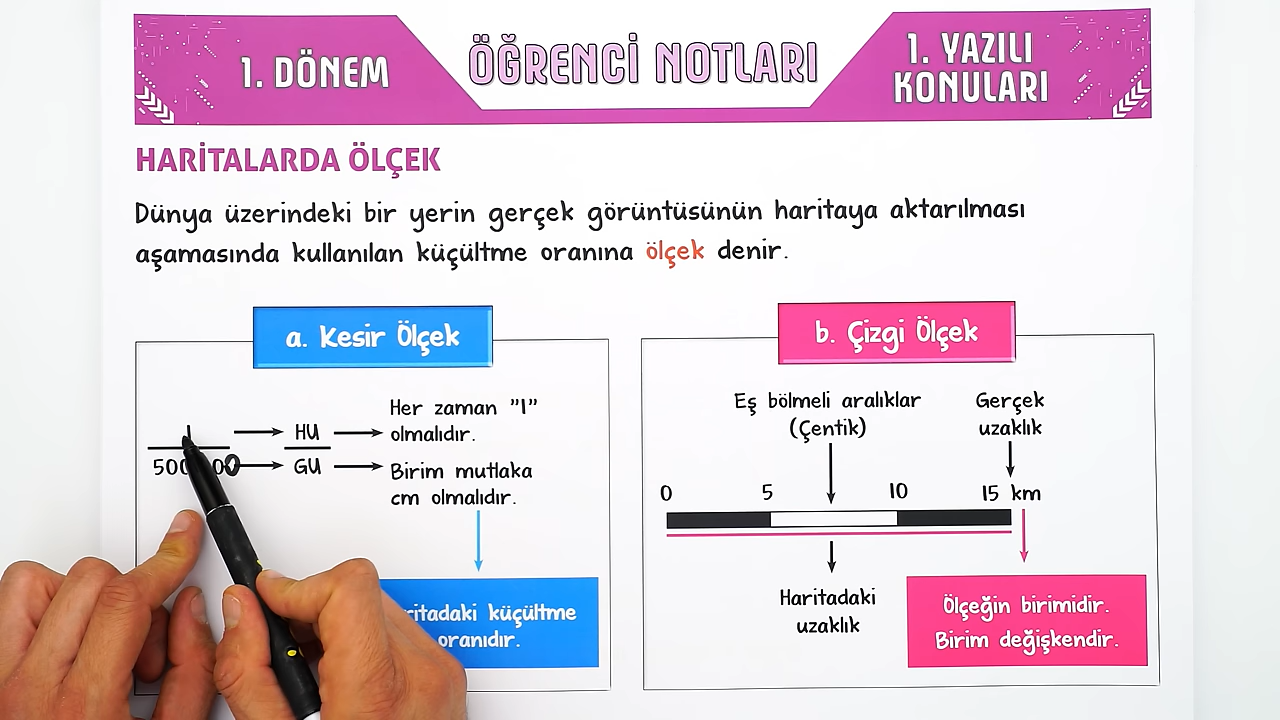 1. DÖNEM
ÖĞRENCİ NOTLARI
1. YAZILI
KONULARI
HARİTALARDA ÖLÇEK
Dünya üzerindeki bir yerin gerçek görüntüsünün haritaya aktarılması
aşamasında kullanılan küçültme oranına ölçek denir.
a. Kesir Ölçek
1
HU
Her zaman "1"
olmalıdır.
GU
Birim mutlaka
cm olmalıdır.
küçültme
oranıdır.
b. Çizgi Ölçek
Eş bölmeli aralıklar
(Çentik)
Gerçek
uzaklık
0 5 10 15 km
Haritadaki
uzaklık
Ölçeğin birimidir.
Birim değişkendir.